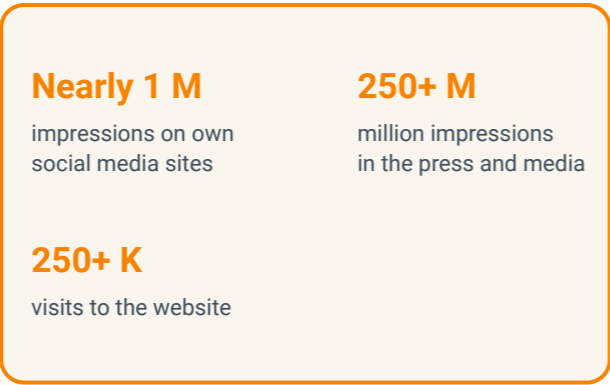 Nearly 1 M
impressions on own
social media sites
250+ M
million impressions
in the press and media
250+ K
visits to the website